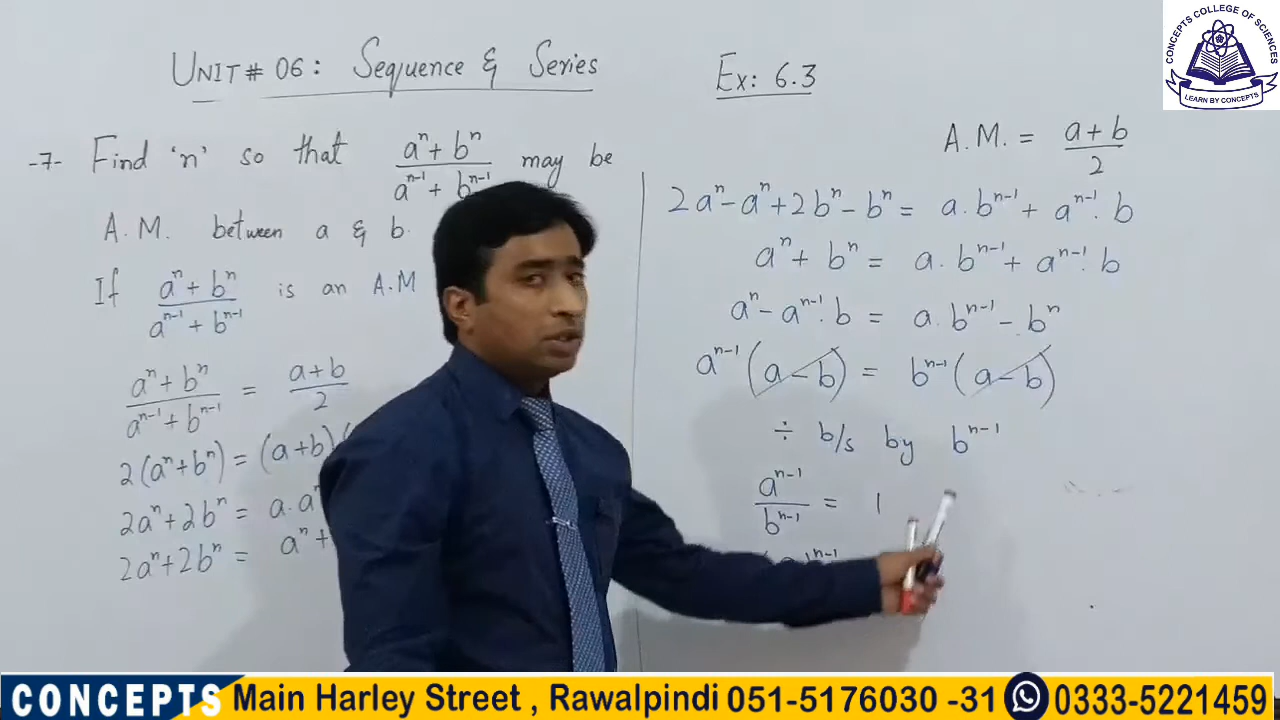 UNIT# 06: Sequence & Series
Ex: 6.3
-7- Find 'n' so that (aⁿ + bⁿ)/(aⁿ⁻¹ + bⁿ⁻¹) may be
A.M. between a & b.
If (aⁿ + bⁿ)/(aⁿ⁻¹ + bⁿ⁻¹) is an A.M
(aⁿ + bⁿ)/(aⁿ⁻¹ + bⁿ⁻¹) = (a+b)/2
2(aⁿ+bⁿ) = (a+b)(
2aⁿ+2bⁿ = a.aⁿ
2aⁿ+2bⁿ = aⁿ+
A.M. = (a+b)/2
2aⁿ-aⁿ+2bⁿ-bⁿ = a.bⁿ⁻¹+aⁿ⁻¹.b
aⁿ+bⁿ = a.bⁿ⁻¹+aⁿ⁻¹.b
aⁿ-aⁿ⁻¹.b = a.bⁿ⁻¹-bⁿ
aⁿ⁻¹(a-b) = bⁿ⁻¹(a-b)
÷ b/s by bⁿ⁻¹
aⁿ⁻¹/bⁿ⁻¹ = 1
CONCEPTS COLLEGE OF SCIENCES
LEARN BY CONCEPTS
CONCEPTS Main Harley Street , Rawalpindi 051-5176030 -31 0333-5221459